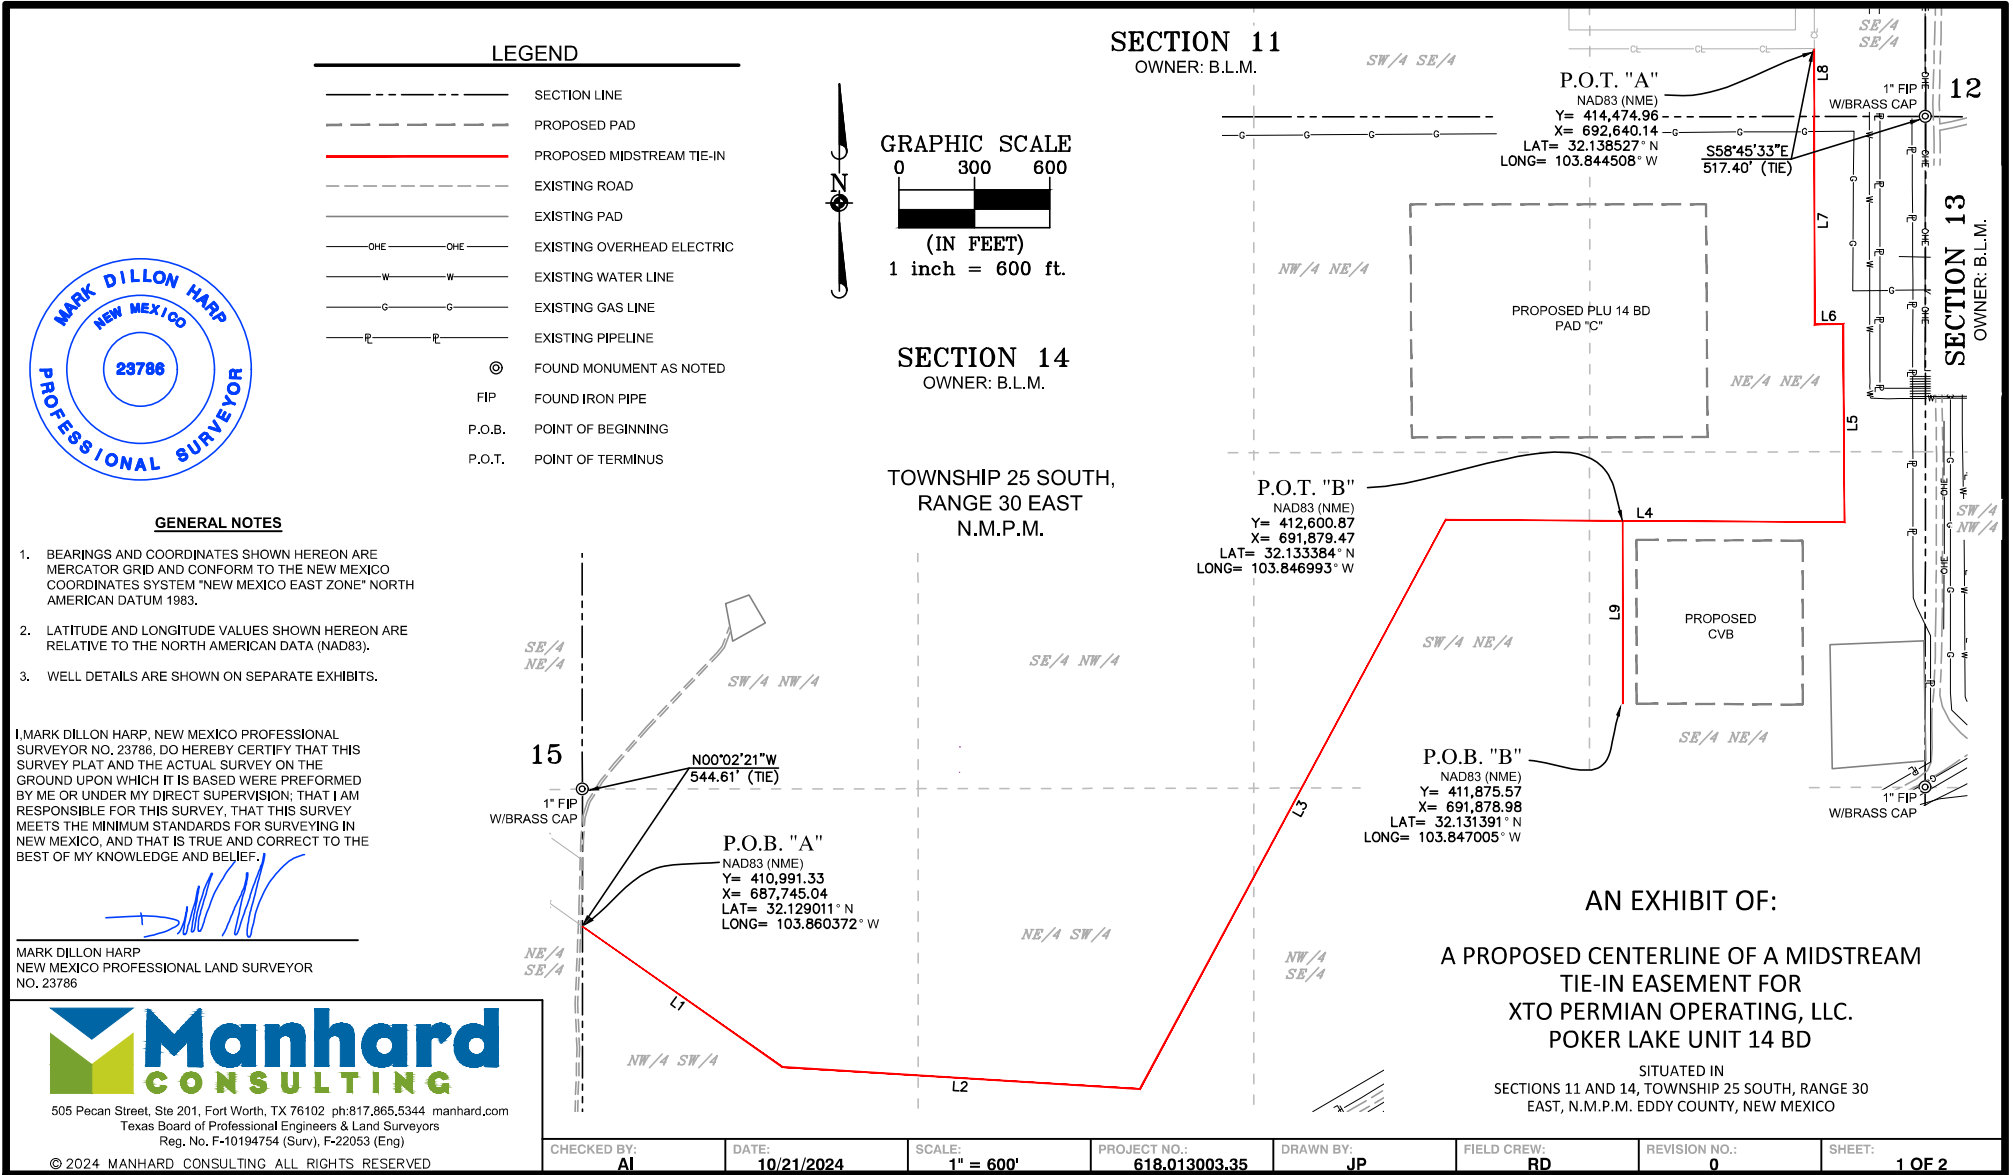 LEGEND
SECTION LINE
PROPOSED PAD
PROPOSED MIDSTREAM TIE-IN
EXISTING ROAD
EXISTING PAD
OHE OHE EXISTING OVERHEAD ELECTRIC
W W EXISTING WATER LINE
G G EXISTING GAS LINE
PL PL EXISTING PIPELINE
FOUND MONUMENT AS NOTED
FIP FOUND IRON PIPE
P.O.B. POINT OF BEGINNING
P.O.T. POINT OF TERMINUS
N
GRAPHIC SCALE
0 300 600
(IN FEET)
1 inch = 600 ft.
MARK DILLON HARP
NEW MEXICO
23786
PROFESSIONAL SURVEYOR
GENERAL NOTES
1. BEARINGS AND COORDINATES SHOWN HEREON ARE
MERCATOR GRID AND CONFORM TO THE NEW MEXICO
COORDINATES SYSTEM "NEW MEXICO EAST ZONE" NORTH
AMERICAN DATUM 1983.
2. LATITUDE AND LONGITUDE VALUES SHOWN HEREON ARE
RELATIVE TO THE NORTH AMERICAN DATA (NAD83).
3. WELL DETAILS ARE SHOWN ON SEPARATE EXHIBITS.
I,MARK DILLON HARP, NEW MEXICO PROFESSIONAL
SURVEYOR NO. 23786, DO HEREBY CERTIFY THAT THIS
SURVEY PLAT AND THE ACTUAL SURVEY ON THE
GROUND UPON WHICH IT IS BASED WERE PREFORMED
BY ME OR UNDER MY DIRECT SUPERVISION; THAT I AM
RESPONSIBLE FOR THIS SURVEY, THAT THIS SURVEY
MEETS THE MINIMUM STANDARDS FOR SURVEYING IN
NEW MEXICO, AND THAT IS TRUE AND CORRECT TO THE
BEST OF MY KNOWLEDGE AND BELIEF.
MARK DILLON HARP
NEW MEXICO PROFESSIONAL LAND SURVEYOR
NO. 23786
Manhard
CONSULTING
505 Pecan Street, Ste 201, Fort Worth, TX 76102 ph:817.865.5344 manhard.com
Texas Board of Professional Engineers & Land Surveyors
Reg. No. F-10194754 (Surv), F-22053 (Eng)
© 2024 MANHARD CONSULTING ALL RIGHTS RESERVED
SECTION 11
OWNER: B.L.M.
SW/4 SE/4
SE/4
SE/4
12
P.O.T. "A"
NAD83 (NME)
Y= 414,474.96
X= 692,640.14
LAT= 32.138527° N
LONG= 103.844508° W
1" FIP
W/BRASS CAP
S58°45'33"E
517.40' (TIE)
L8
L7
L6
L5
SECTION 13
OWNER: B.L.M.
NW/4 NE/4
PROPOSED PLU 14 BD
PAD "C"
NE/4 NE/4
SECTION 14
OWNER: B.L.M.
TOWNSHIP 25 SOUTH,
RANGE 30 EAST
N.M.P.M.
P.O.T. "B"
NAD83 (NME)
Y= 412,600.87
X= 691,879.47
LAT= 32.133384° N
LONG= 103.846993° W
L4
SW/4
NW/4
L9
PROPOSED
CVB
SW/4 NE/4
SE/4 NE/4
SE/4
NE/4
SW/4 NW/4
SE/4 NW/4
15
N00°02'21"W
544.61' (TIE)
1" FIP
W/BRASS CAP
P.O.B. "A"
NAD83 (NME)
Y= 410,991.33
X= 687,745.04
LAT= 32.129011° N
LONG= 103.860372° W
L3
P.O.B. "B"
NAD83 (NME)
Y= 411,875.57
X= 691,878.98
LAT= 32.131391° N
LONG= 103.847005° W
1" FIP
W/BRASS CAP
NE/4
SE/4
L1
NW/4 SW/4
NE/4 SW/4
L2
NW/4
SE/4
AN EXHIBIT OF:
A PROPOSED CENTERLINE OF A MIDSTREAM
TIE-IN EASEMENT FOR
XTO PERMIAN OPERATING, LLC.
POKER LAKE UNIT 14 BD
SITUATED IN
SECTIONS 11 AND 14, TOWNSHIP 25 SOUTH, RANGE 30
EAST, N.M.P.M. EDDY COUNTY, NEW MEXICO
CHECKED BY: AI
DATE: 10/21/2024
SCALE: 1" = 600'
PROJECT NO.: 618.013003.35
DRAWN BY: JP
FIELD CREW: RD
REVISION NO.: 0
SHEET: 1 OF 2